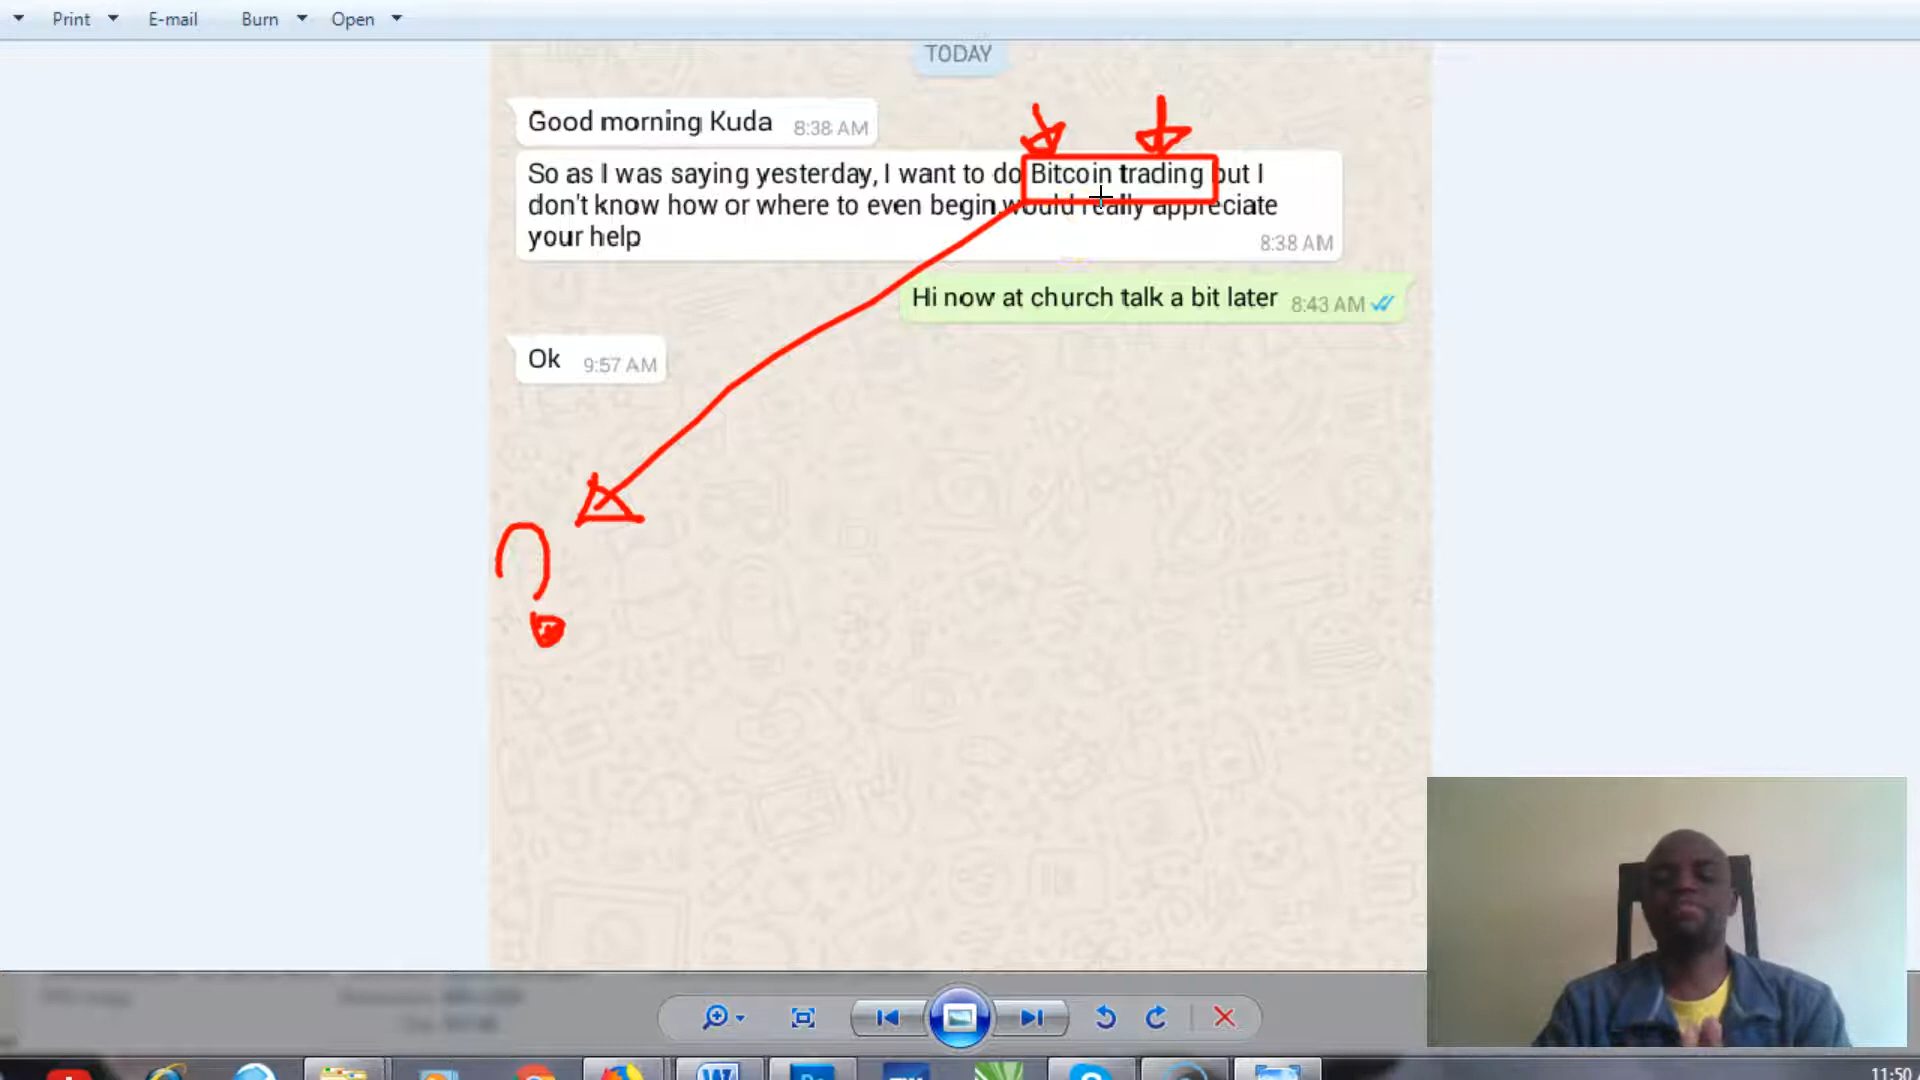 Print E-mail Burn Open
TODAY
Good morning Kuda 8:38 AM
So as I was saying yesterday, I want to do Bitcoin trading but I
don't know how or where to even begin, would really appreciate
your help 8:38 AM
Hi now at church talk a bit later 8:43 AM
Ok 9:57 AM
?
11:50